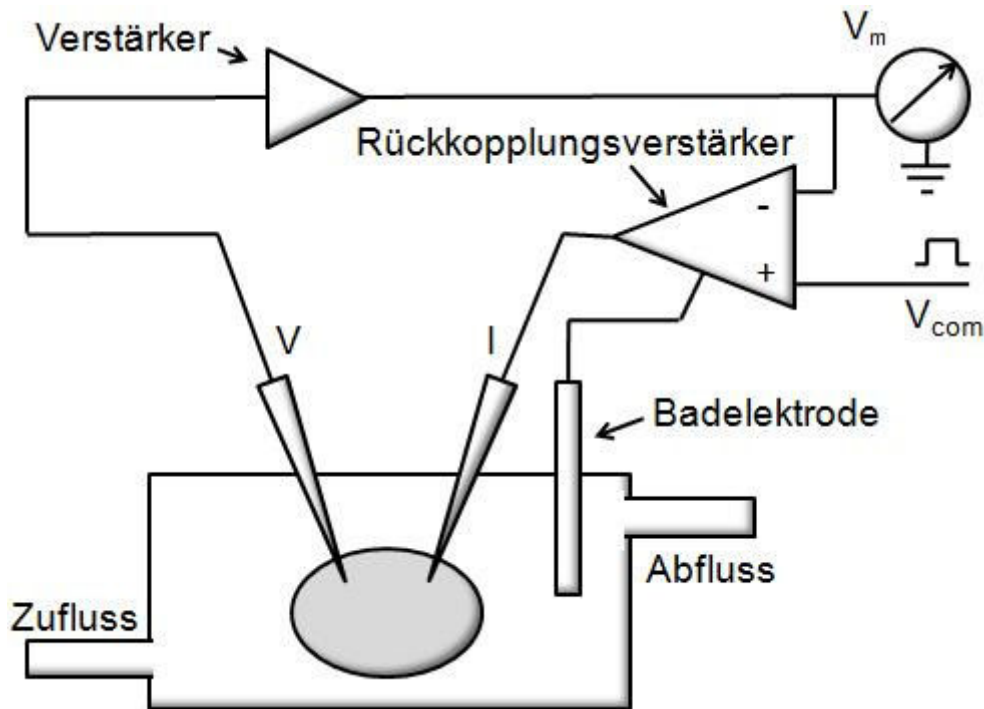 Verstärker
Vm
Rückkopplungsverstärker
-
+
Vcom
V
I
Badelektrode
Abfluss
Zufluss